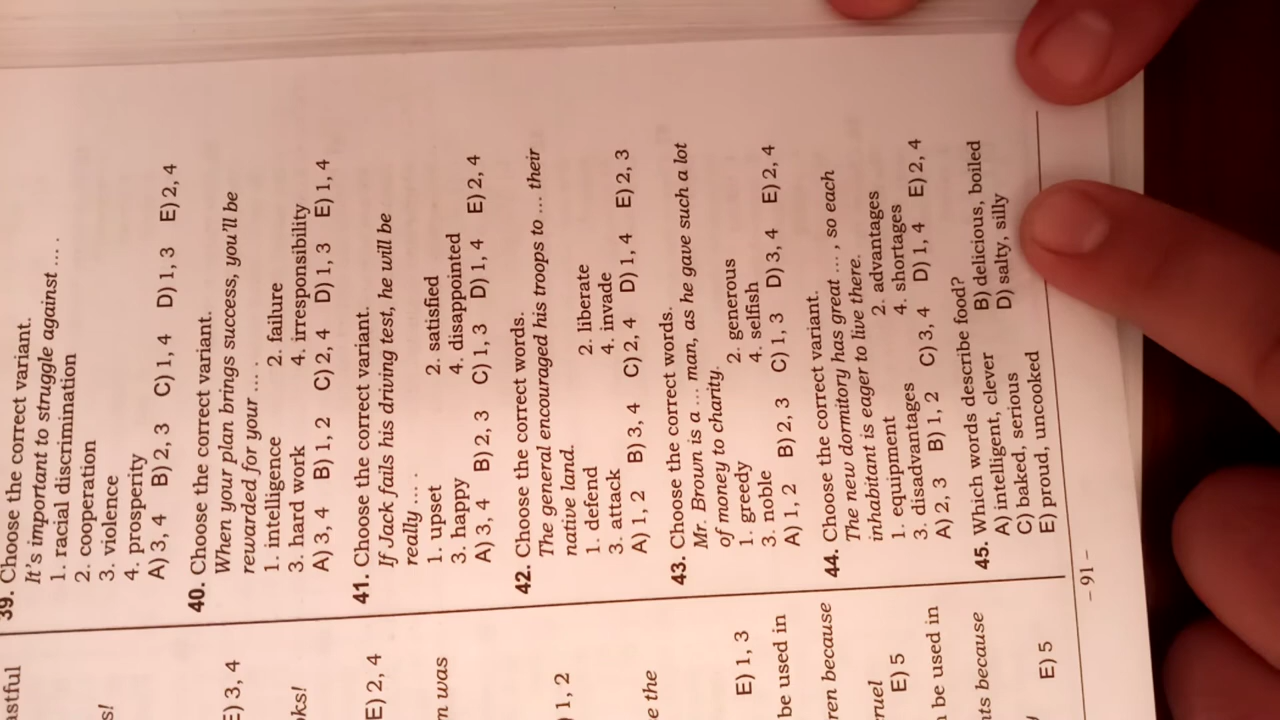 astful
s!
E) 3, 4
ks!
E) 2, 4
n was
) 1, 2
e the
E) 1, 3
be used in
ren because
ruel
E) 5
be used in
nts because
E) 5
39. Choose the correct variant.
It's important to struggle against ... .
1. racial discrimination
2. cooperation
3. violence
4. prosperity
A) 3, 4 B) 2, 3 C) 1, 4 D) 1, 3 E) 2, 4
40. Choose the correct variant.
When your plan brings success, you'll be
rewarded for your ... .
1. intelligence 2. failure
3. hard work 4. irresponsibility
A) 3, 4 B) 1, 2 C) 2, 4 D) 1, 3 E) 1, 4
41. Choose the correct variant.
If Jack fails his driving test, he will be
really ... .
1. upset 2. satisfied
3. happy 4. disappointed
A) 3, 4 B) 2, 3 C) 1, 3 D) 1, 4 E) 2, 4
42. Choose the correct words.
The general encouraged his troops to ... their
native land.
1. defend 2. liberate
3. attack 4. invade
A) 1, 2 B) 3, 4 C) 2, 4 D) 1, 4 E) 2, 3
43. Choose the correct words.
Mr. Brown is a .... man, as he gave such a lot
of money to charity.
1. greedy 2. generous
3. noble 4. selfish
A) 1, 2 B) 2, 3 C) 1, 3 D) 3, 4 E) 2, 4
44. Choose the correct variant.
The new dormitory has great ... , so each
inhabitant is eager to live there.
1. equipment 2. advantages
3. disadvantages 4. shortages
A) 2, 3 B) 1, 2 C) 3, 4 D) 1, 4 E) 2, 4
45. Which words describe food?
A) intelligent, clever B) delicious, boiled
C) baked, serious D) salty, silly
E) proud, uncooked
– 91 –